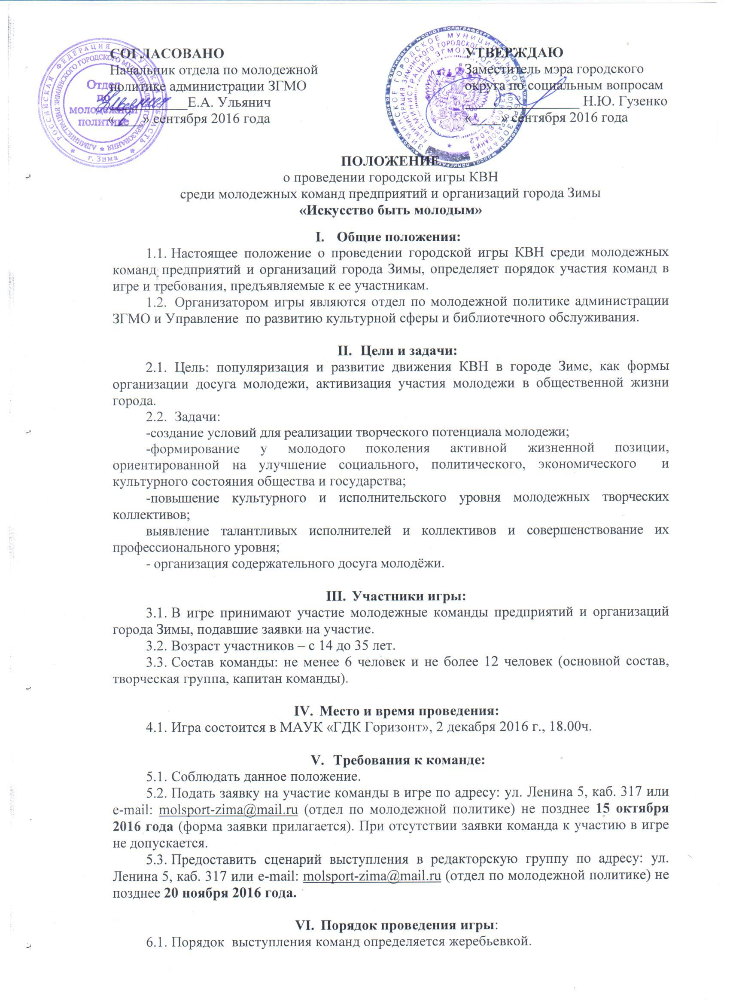 СОГЛАСОВАНО
Начальник отдела по молодежной
политике администрации ЗГМО
___________Е.А. Ульянич
«____» сентября 2016 года
РОССИЙСКАЯ ФЕДЕРАЦИЯ ИРКУТСКАЯ ОБЛАСТЬ
АДМИНИСТРАЦИЯ ЗИМИНСКОГО ГОРОДСКОГО МУНИЦИПАЛЬНОГО ОБРАЗОВАНИЯ
Отдел
по
молодежной
политике
г. Зима
УТВЕРЖДАЮ
Заместитель мэра городского
округа по социальным вопросам
________________ Н.Ю. Гузенко
«____» сентября 2016 года
ЗИМИНСКОЕ ГОРОДСКОЕ МУНИЦИПАЛЬНОЕ ОБРАЗОВАНИЕ
(АДМИНИСТРАЦИЯ ЗГМО)
ПОЛОЖЕНИЕ
о проведении городской игры КВН
среди молодежных команд предприятий и организаций города Зимы
«Искусство быть молодым»
I. Общие положения:
1.1. Настоящее положение о проведении городской игры КВН среди молодежных
команд предприятий и организаций города Зимы, определяет порядок участия команд в
игре и требования, предъявляемые к ее участникам.
1.2. Организатором игры являются отдел по молодежной политике администрации
ЗГМО и Управление по развитию культурной сферы и библиотечного обслуживания.
II. Цели и задачи:
2.1. Цель: популяризация и развитие движения КВН в городе Зиме, как формы
организации досуга молодежи, активизация участия молодежи в общественной жизни
города.
2.2. Задачи:
-создание условий для реализации творческого потенциала молодежи;
-формирование у молодого поколения активной жизненной позиции,
ориентированной на улучшение социального, политического, экономического и
культурного состояния общества и государства;
-повышение культурного и исполнительского уровня молодежных творческих
коллективов;
выявление талантливых исполнителей и коллективов и совершенствование их
профессионального уровня;
- организация содержательного досуга молодёжи.
III. Участники игры:
3.1. В игре принимают участие молодежные команды предприятий и организаций
города Зимы, подавшие заявки на участие.
3.2. Возраст участников – с 14 до 35 лет.
3.3. Состав команды: не менее 6 человек и не более 12 человек (основной состав,
творческая группа, капитан команды).
IV. Место и время проведения:
4.1. Игра состоится в МАУК «ГДК Горизонт», 2 декабря 2016 г., 18.00ч.
V. Требования к команде:
5.1. Соблюдать данное положение.
5.2. Подать заявку на участие команды в игре по адресу: ул. Ленина 5, каб. 317 или
e-mail: molsport-zima@mail.ru (отдел по молодежной политике) не позднее 15 октября
2016 года (форма заявки прилагается). При отсутствии заявки команда к участию в игре
не допускается.
5.3. Предоставить сценарий выступления в редакторскую группу по адресу: ул.
Ленина 5, каб. 317 или e-mail: molsport-zima@mail.ru (отдел по молодежной политике) не
позднее 20 ноября 2016 года.
VI. Порядок проведения игры:
6.1. Порядок выступления команд определяется жеребьевкой.